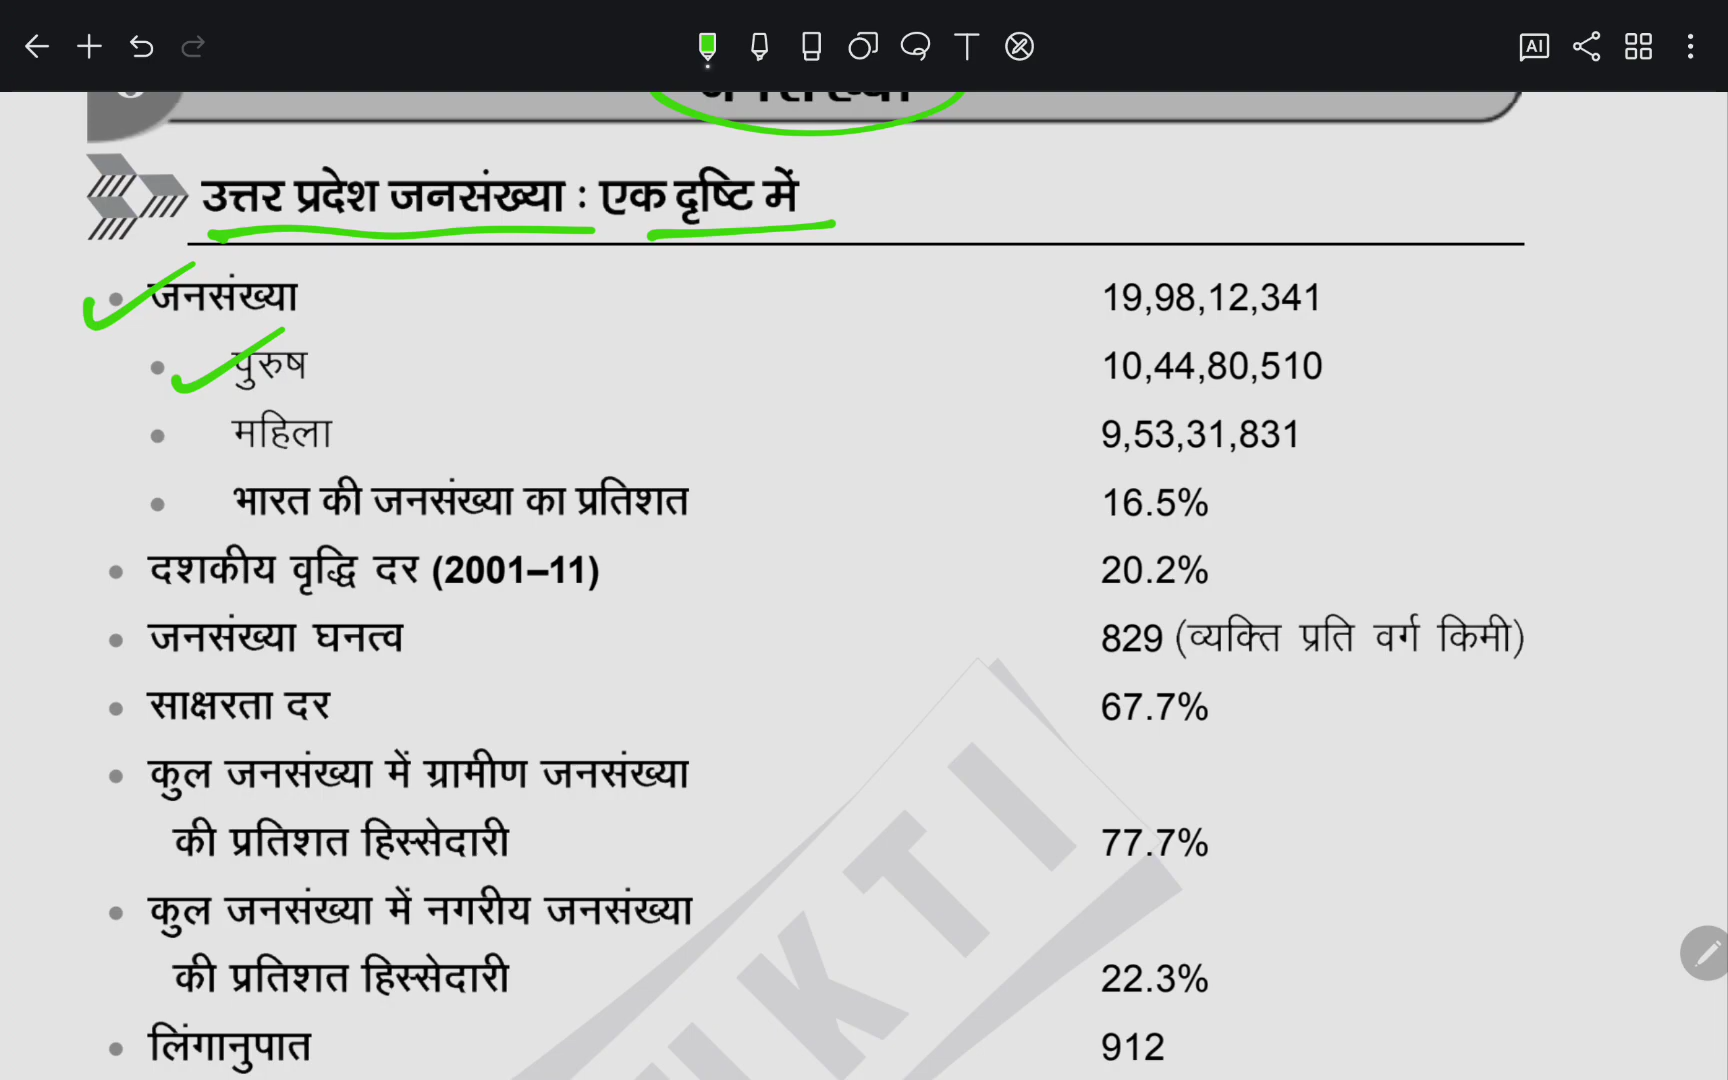 जनसंख्या
उत्तर प्रदेश जनसंख्या : एक दृष्टि में
• जनसंख्या 19,98,12,341
• पुरुष 10,44,80,510
• महिला 9,53,31,831
• भारत की जनसंख्या का प्रतिशत 16.5%
• दशकीय वृद्धि दर (2001–11) 20.2%
• जनसंख्या घनत्व 829 (व्यक्ति प्रति वर्ग किमी)
• साक्षरता दर 67.7%
• कुल जनसंख्या में ग्रामीण जनसंख्या
की प्रतिशत हिस्सेदारी 77.7%
• कुल जनसंख्या में नगरीय जनसंख्या
की प्रतिशत हिस्सेदारी 22.3%
• लिंगानुपात 912